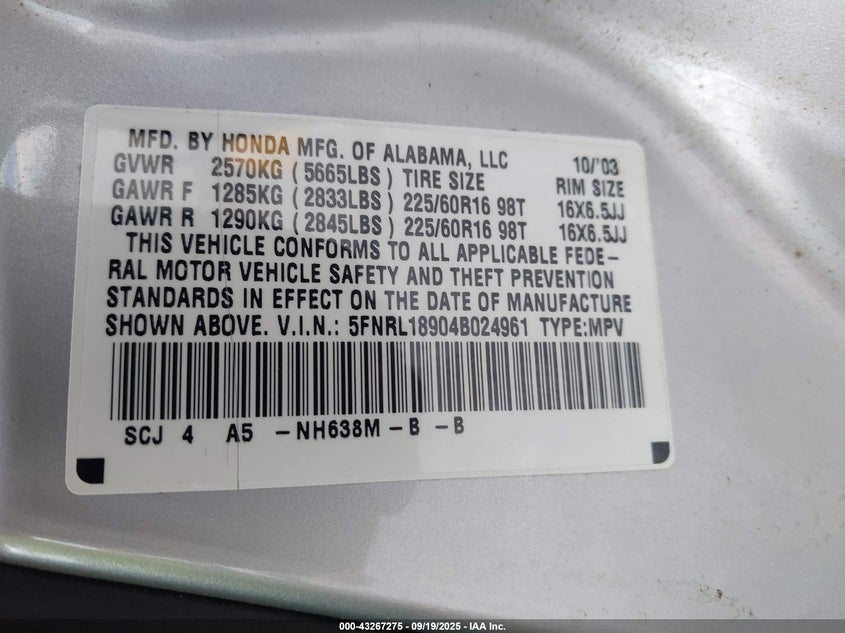 MFD. BY HONDA MFG. OF ALABAMA, LLC 10/'03
GVWR 2570KG ( 5665LBS ) TIRE SIZE RIM SIZE
GAWR F 1285KG ( 2833LBS ) 225/60R16 98T 16X6.5JJ
GAWR R 1290KG ( 2845LBS ) 225/60R16 98T 16X6.5JJ
THIS VEHICLE CONFORMS TO ALL APPLICABLE FEDE-
RAL MOTOR VEHICLE SAFETY AND THEFT PREVENTION
STANDARDS IN EFFECT ON THE DATE OF MANUFACTURE
SHOWN ABOVE. V.I.N.: 5FNRL18904B024961 TYPE:MPV
SCJ 4 A5 -NH638M -B -B
000-43267275 - 09/19/2025 - IAA Inc.